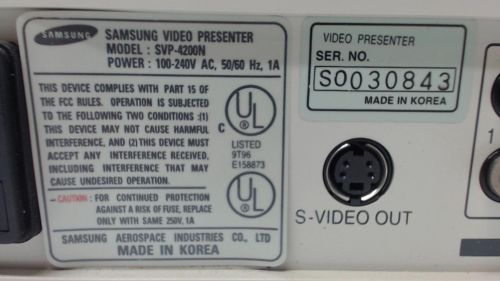 SAMSUNG
SAMSUNG VIDEO PRESENTER
MODEL : SVP-4200N
POWER : 100-240V AC, 50/60 Hz, 1A
THIS DEVICE COMPLIES WITH PART 15 OF
THE FCC RULES. OPERATION IS SUBJECTED
TO THE FOLLOWING TWO CONDITIONS :(1)
THIS DEVICE MAY NOT CAUSE HARMFUL
INTERFERENCE, AND (2)THIS DEVICE MUST
ACCEPT ANY INTERFERENCE RECEIVED,
INCLUDING INTERFERENCE THAT MAY
CAUSE UNDESIRED OPERATION.
UL
C UL
LISTED
9T96
E158873
UL
– CAUTION : FOR CONTINUED PROTECTION
AGAINST A RISK OF FUSE, REPLACE
ONLY WITH SAME 250V, 1A
SAMSUNG AEROSPACE INDUSTRIES CO., LTD
MADE IN KOREA
VIDEO PRESENTER
SER. NO.
SO030843
MADE IN KOREA
S-VIDEO OUT
1